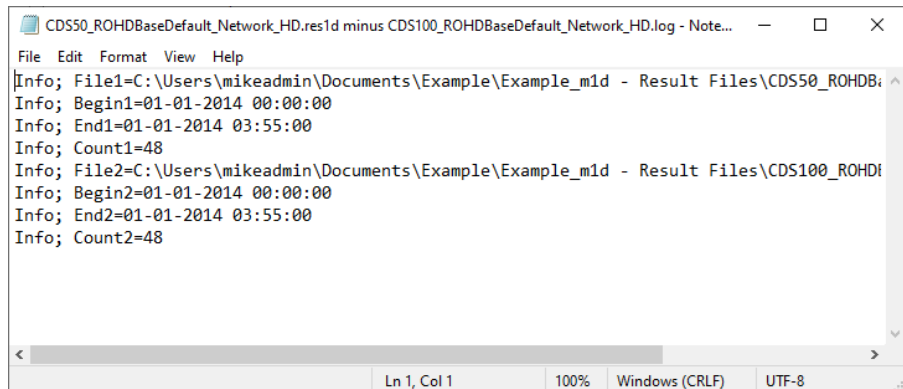 CDS50_ROHDBaseDefault_Network_HD.res1d minus CDS100_ROHDBaseDefault_Network_HD.log - Note...
File Edit Format View Help
Info; File1=C:\Users\mikeadmin\Documents\Example\Example_m1d - Result Files\CDS50_ROHDBa
Info; Begin1=01-01-2014 00:00:00
Info; End1=01-01-2014 03:55:00
Info; Count1=48
Info; File2=C:\Users\mikeadmin\Documents\Example\Example_m1d - Result Files\CDS100_ROHDB
Info; Begin2=01-01-2014 00:00:00
Info; End2=01-01-2014 03:55:00
Info; Count2=48
Ln 1, Col 1 100% Windows (CRLF) UTF-8